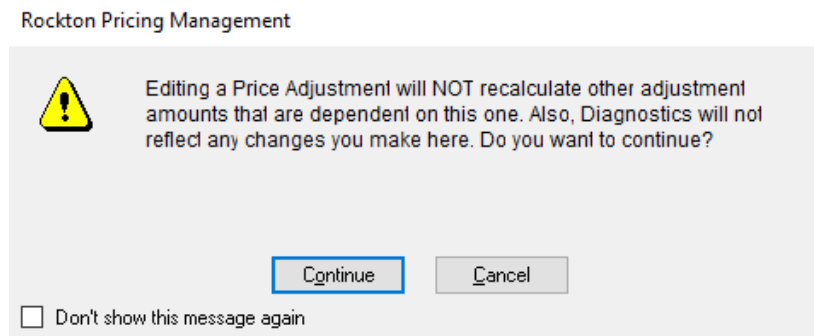 Rockton Pricing Management
Editing a Price Adjustment will NOT recalculate other adjustment
amounts that are dependent on this one. Also, Diagnostics will not
reflect any changes you make here. Do you want to continue?
Continue
Cancel
Don't show this message again